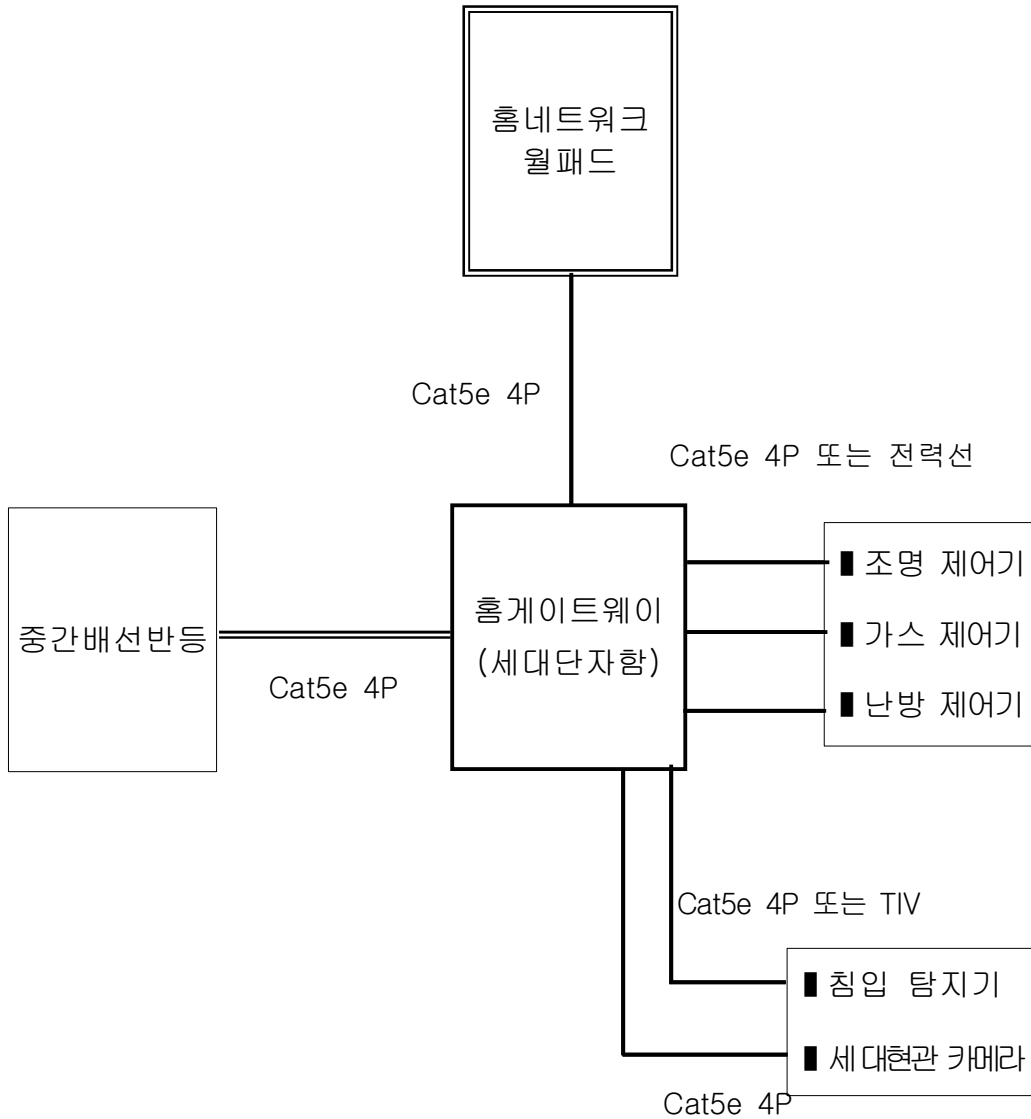 홈네트워크
월패드
Cat5e 4P
Cat5e 4P 또는 전력선
중간배선반등
Cat5e 4P
홈게이트웨이
(세대단자함)
조명 제어기
가스 제어기
난방 제어기
Cat5e 4P 또는 TIV
침입 탐지기
세대현관 카메라
Cat5e 4P